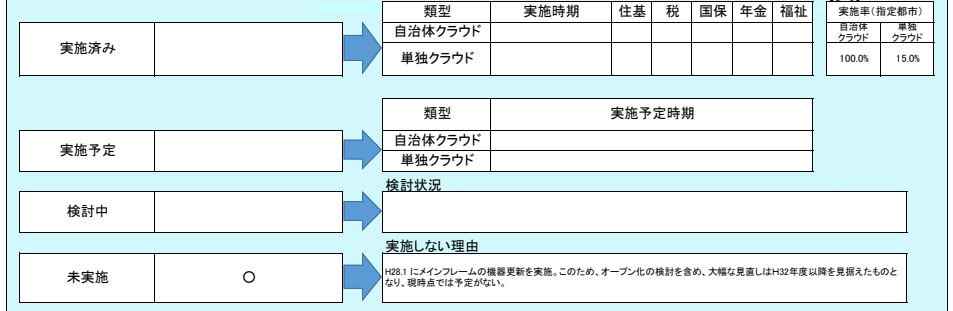 類型 実施時期 住基 税 国保 年金 福祉
自治体クラウド
単独クラウド
実施済み
実施率(指定都市)
自治体クラウド 単独クラウド
100.0% 15.0%
類型 実施予定時期
自治体クラウド
単独クラウド
実施予定
検討状況
検討中
実施しない理由
未実施 〇
H28.1 にメインフレームの機器更新を実施。このため、オープン化の検討を含め、大幅な見直しはH32年度以降を見据えたものと
なり、現時点では予定がない。